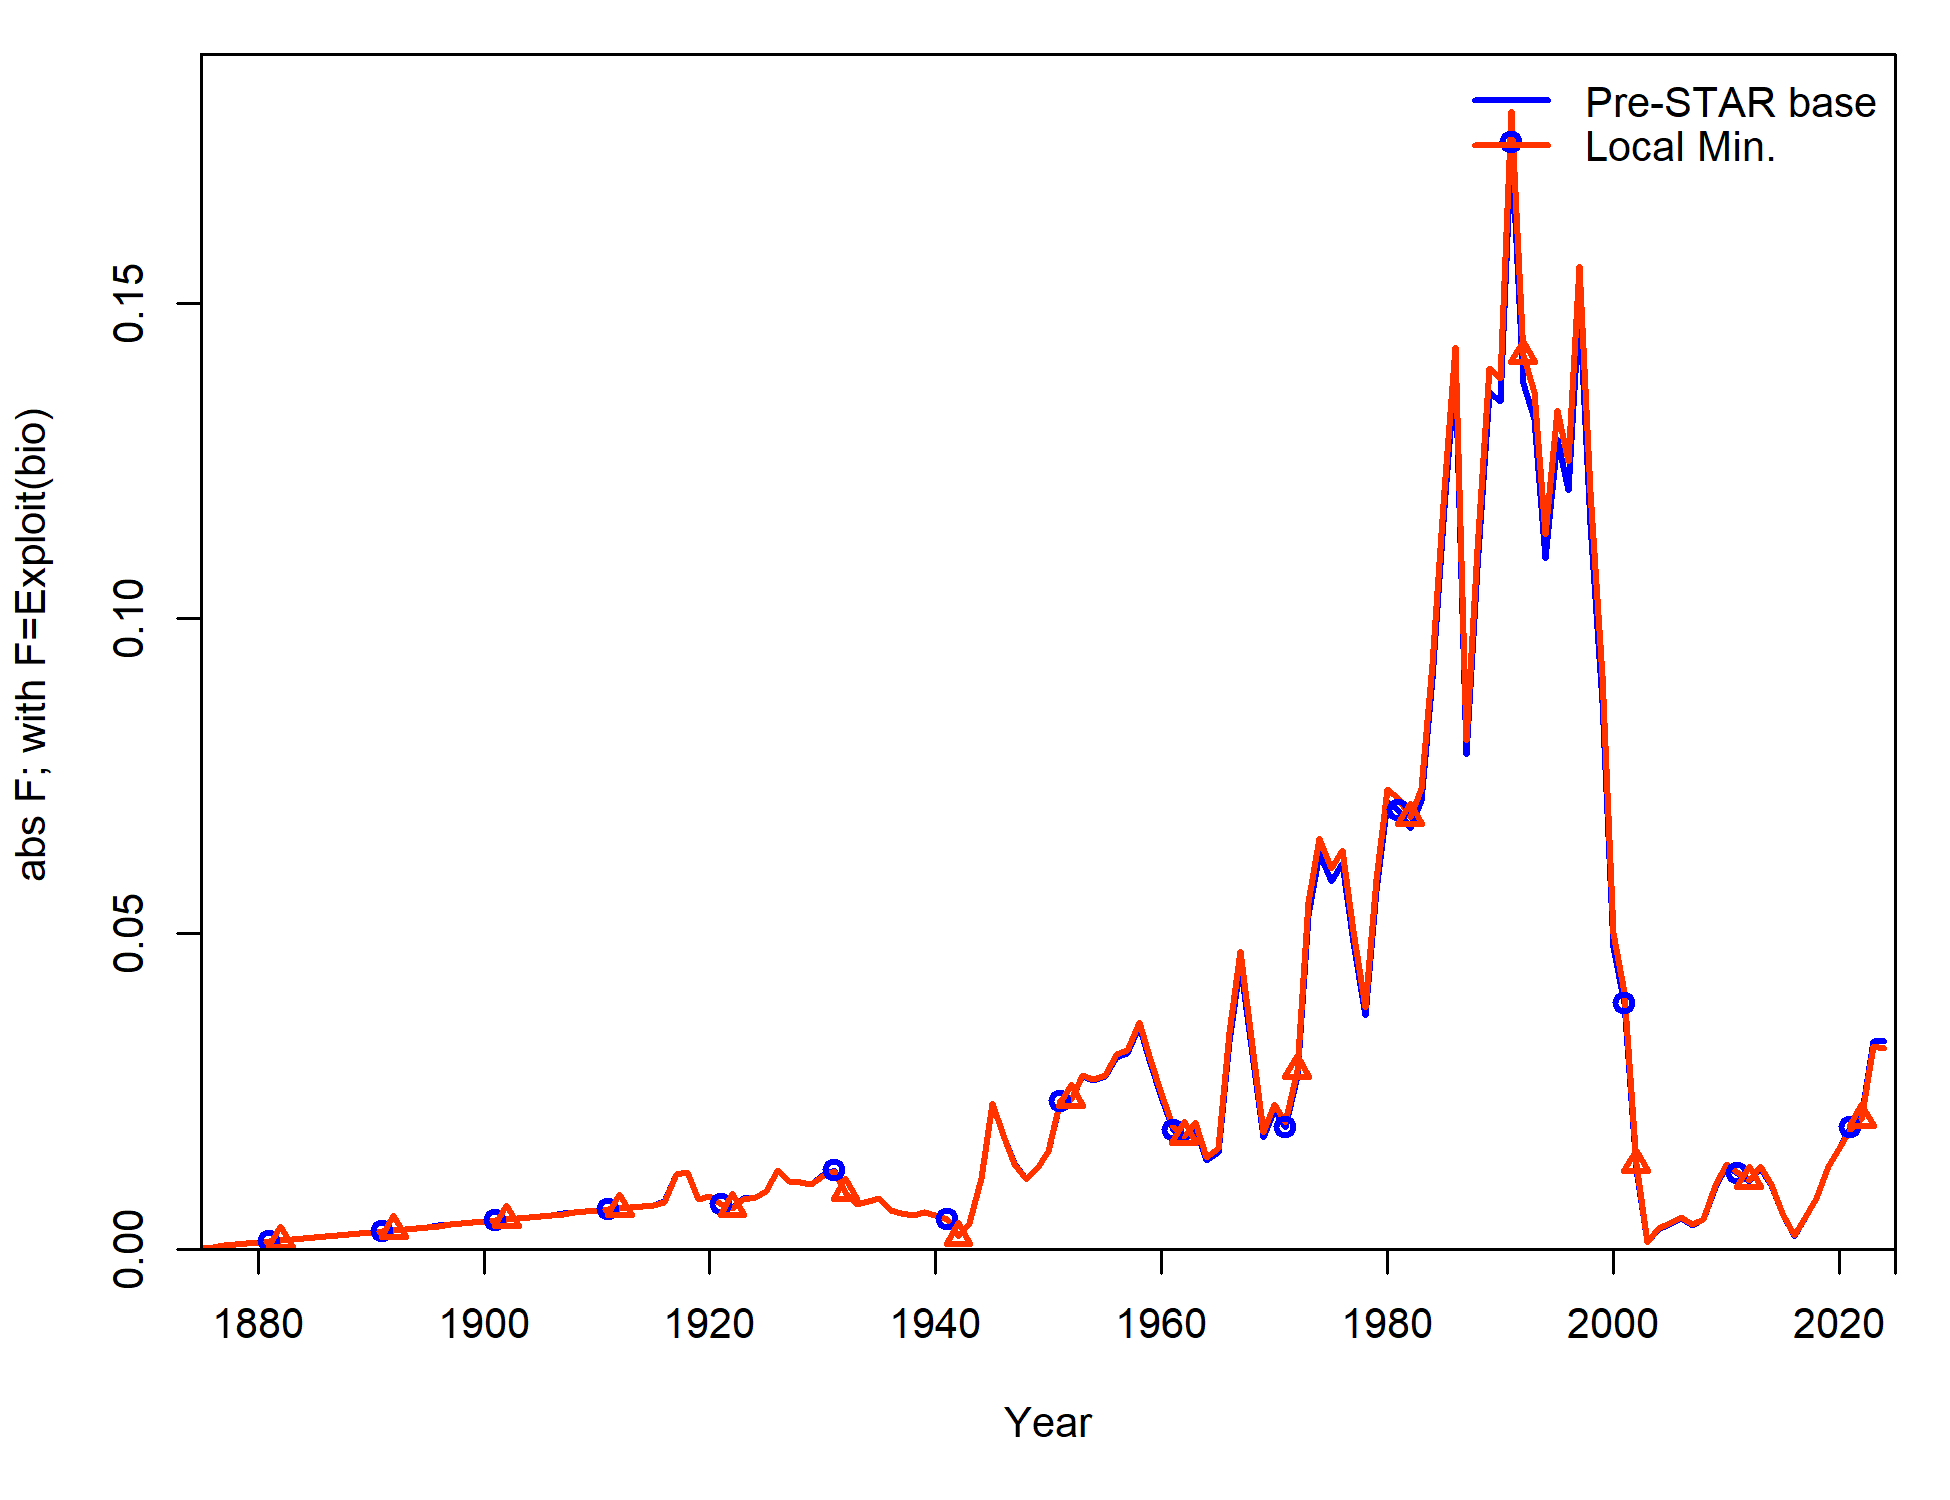 Pre-STAR base
Local Min.
abs F; with F=Exploit(bio)
0.15
0.10
0.05
0.00
1880 1900 1920 1940 1960 1980 2000 2020
Year